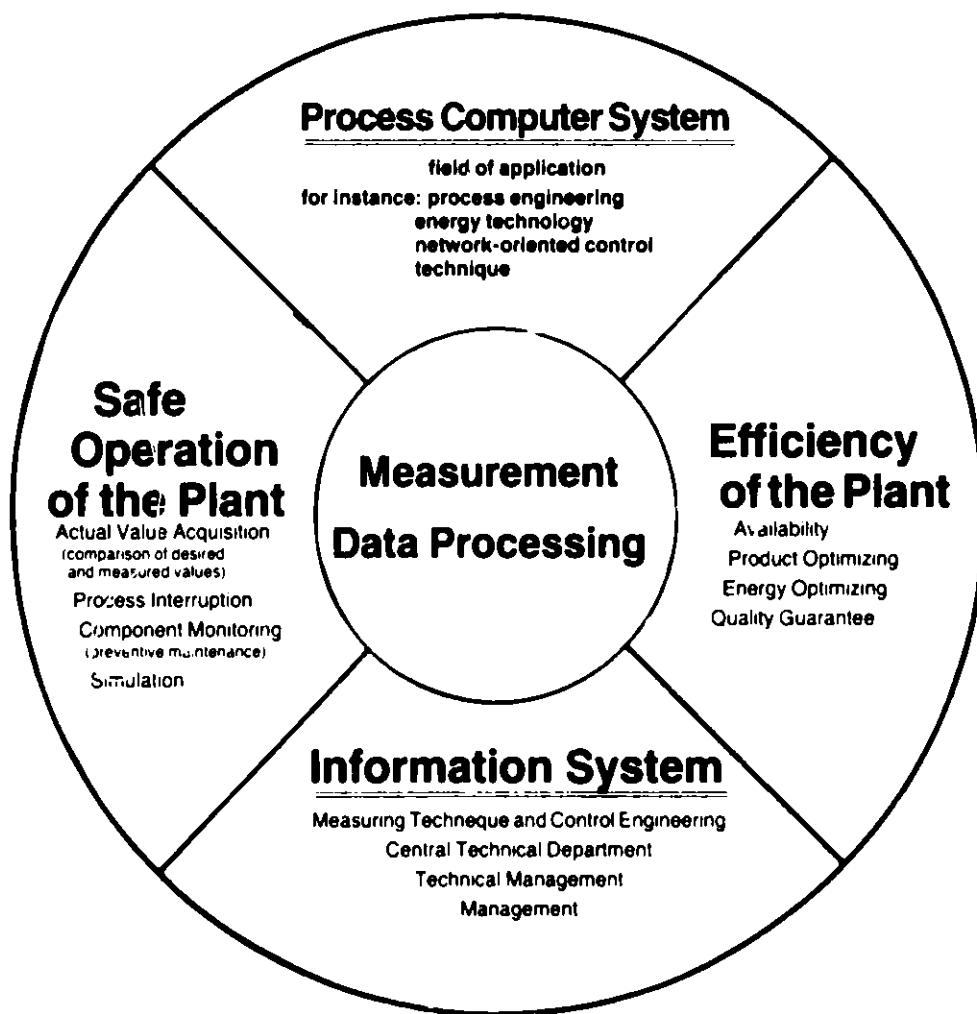 Process Computer System
field of application
for instance: process engineering
energy technology
network-oriented control
technique
Safe
Operation
of the Plant
Actual Value Acquisition
(comparison of desired
and measured values)
Process Interruption
Component Monitoring
(preventive maintenance)
Simulation
Measurement
Data Processing
Efficiency
of the Plant
Availability
Product Optimizing
Energy Optimizing
Quality Guarantee
Information System
Measuring Techneque and Control Engineering
Central Technical Department
Technical Management
Management